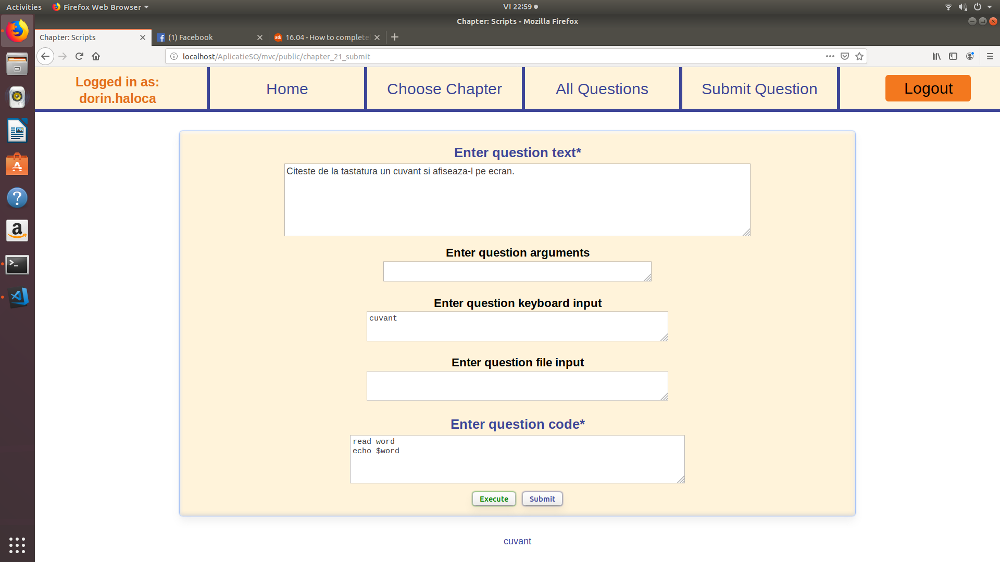 Activities
Firefox Web Browser
Vi 22:59
Chapter: Scripts - Mozilla Firefox
Chapter: Scripts
(1) Facebook
ask
16.04 - How to complete
localhost/AplicatieSO/mvc/public/chapter_21_submit
Logged in as:
dorin.haloca
Home
Choose Chapter
All Questions
Submit Question
Logout
Enter question text*
Citeste de la tastatura un cuvant si afiseaza-l pe ecran.
Enter question arguments
Enter question keyboard input
cuvant
Enter question file input
Enter question code*
read word
echo $word
Execute
Submit
cuvant